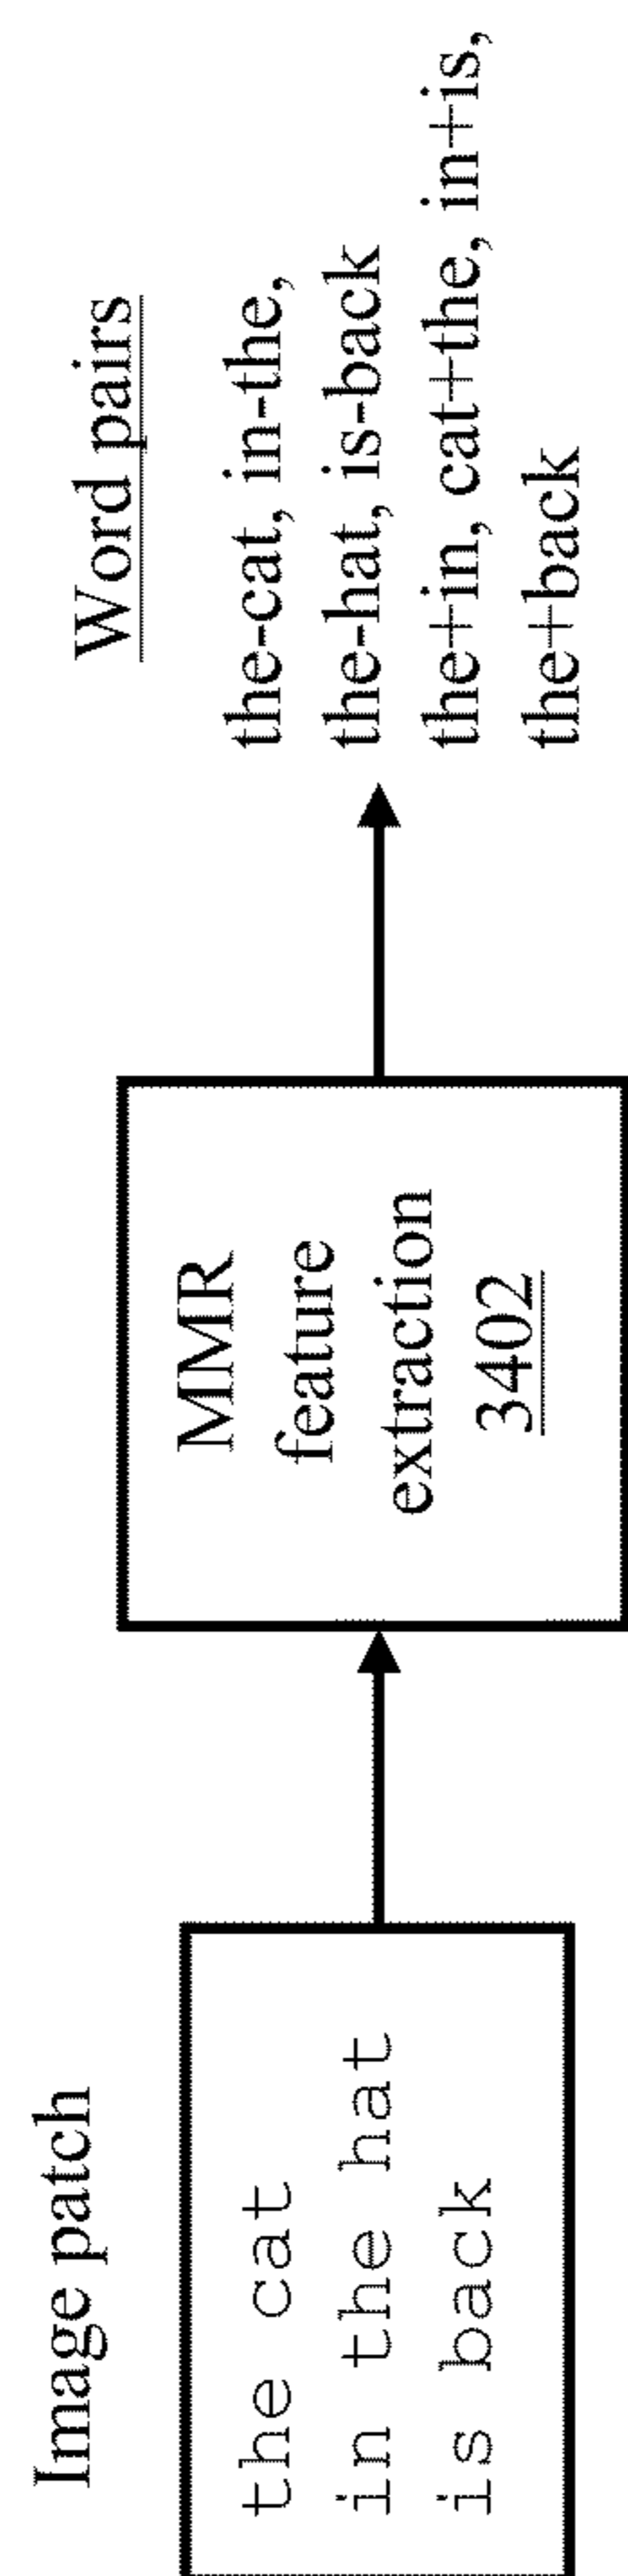 Image patch
the cat
in the hat
is back
MMR
feature
extraction
3402
Word pairs
the-cat, in-the,
the-hat, is-back
the+in, cat+the, in+is,
the+back